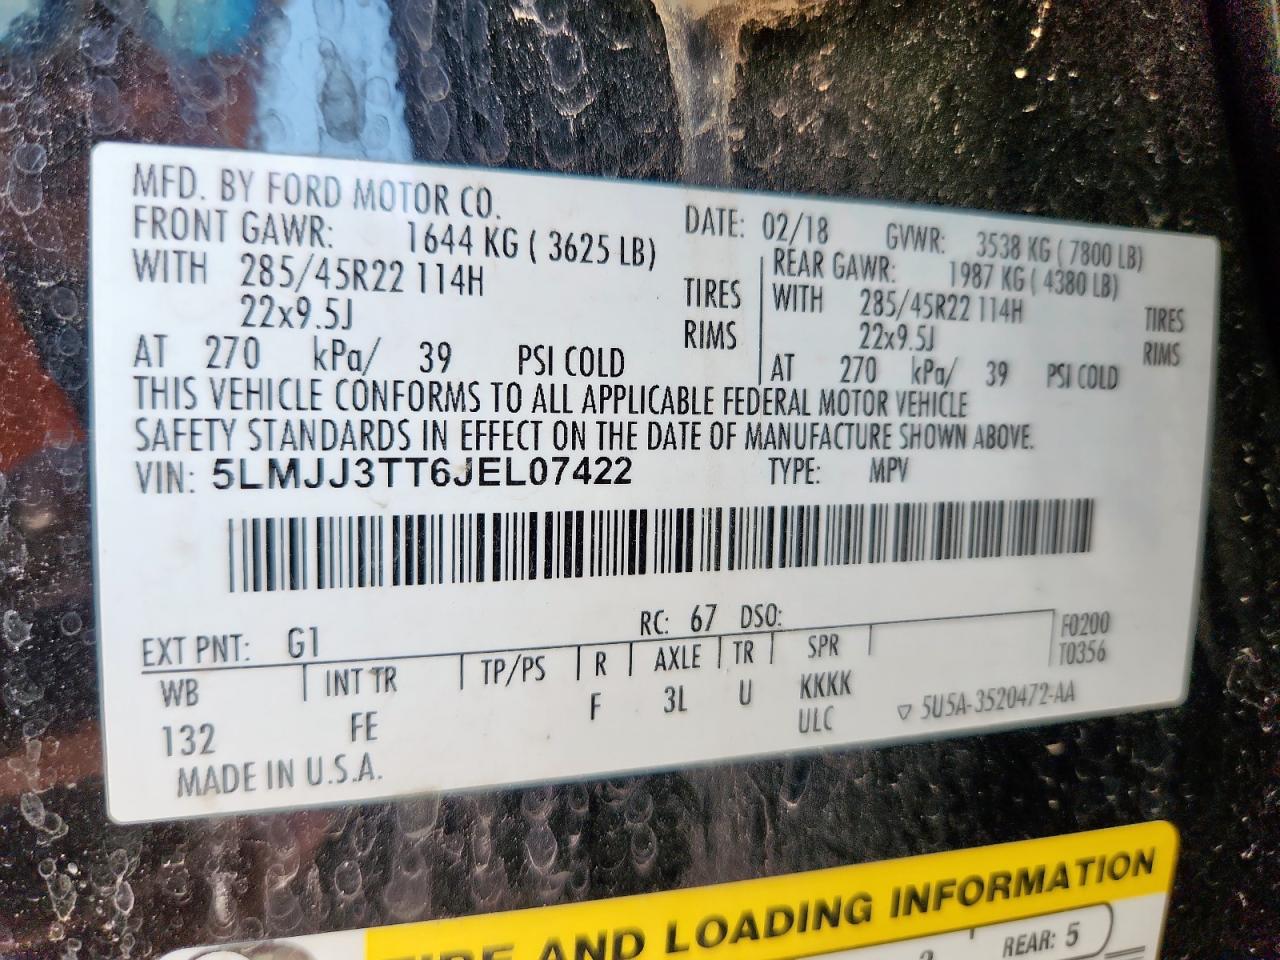 MFD. BY FORD MOTOR CO.
DATE: 02/18 GVWR: 3538 KG ( 7800 LB)
FRONT GAWR: 1644 KG ( 3625 LB)
WITH 285/45R22 114H TIRES
22x9.5J RIMS
AT 270 kPa/ 39 PSI COLD
REAR GAWR: 1987 KG ( 4380 LB)
WITH 285/45R22 114H TIRES
22x9.5J RIMS
AT 270 kPa/ 39 PSI COLD
THIS VEHICLE CONFORMS TO ALL APPLICABLE FEDERAL MOTOR VEHICLE
SAFETY STANDARDS IN EFFECT ON THE DATE OF MANUFACTURE SHOWN ABOVE.
VIN: 5LMJJ3TT6JEL07422 TYPE: MPV
EXT PNT: G1 RC: 67 DSO:
F0200
T0356
WB INT TR TP/PS R AXLE TR SPR
132 FE F 3L U KKKK
ULC ▽ 5U5A-3520472-AA
MADE IN U.S.A.
TIRE AND LOADING INFORMATION
REAR: 5